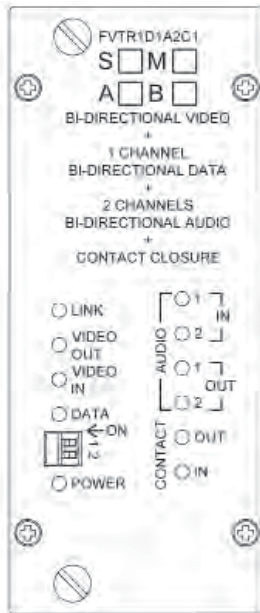 FVTR1D1A2C1
S M
A B
BI-DIRECTIONAL VIDEO
+
1 CHANNEL
BI-DIRECTIONAL DATA
+
2 CHANNELS
BI-DIRECTIONAL AUDIO
+
CONTACT CLOSURE
LINK
VIDEO
OUT
VIDEO
IN
DATA
ON
1 2
POWER
AUDIO
1
IN
2
1
OUT
2
CONTACT
OUT
IN